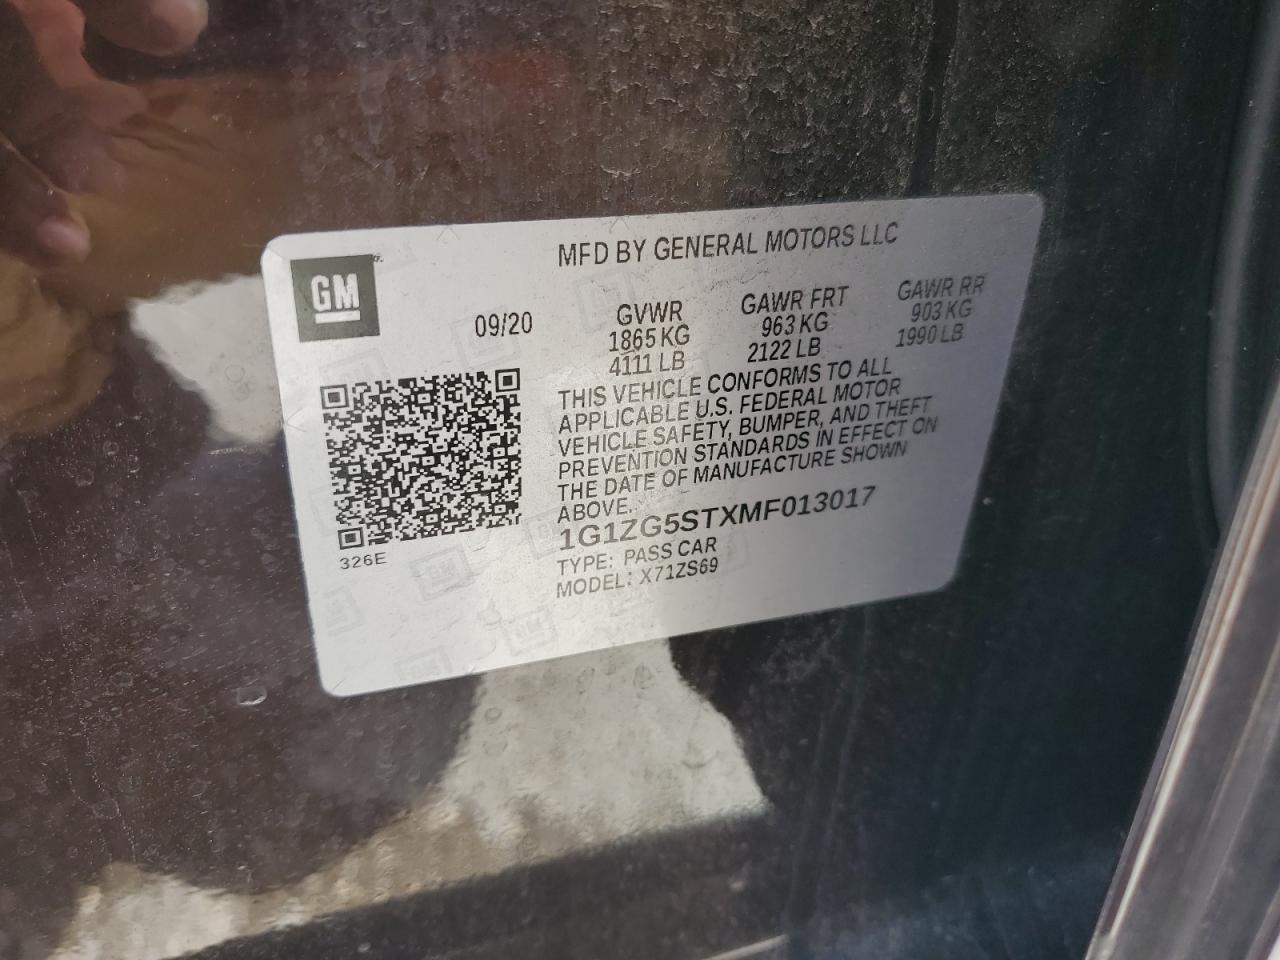 MFD BY GENERAL MOTORS LLC
GM
09/20
GVWR GAWR FRT GAWR RR
1865 KG 963 KG 903 KG
4111 LB 2122 LB 1990 LB
THIS VEHICLE CONFORMS TO ALL
APPLICABLE U.S. FEDERAL MOTOR
VEHICLE SAFETY, BUMPER, AND THEFT
PREVENTION STANDARDS IN EFFECT ON
THE DATE OF MANUFACTURE SHOWN
ABOVE.
1G1ZG5STXMF013017
TYPE: PASS CAR
MODEL: X71ZS69
326E